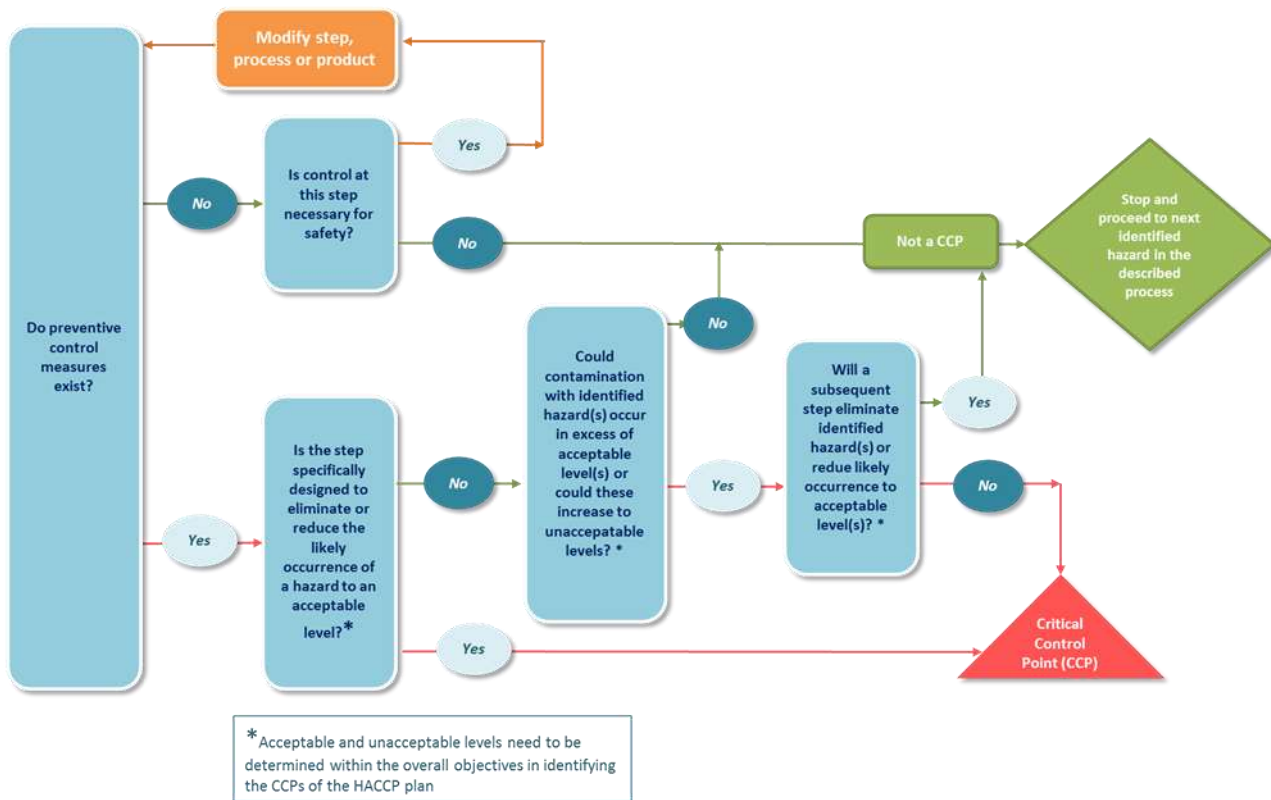 Modify step,
process or product
Yes
Is control at
this step
necessary for
safety?
No
No
Not a CCP
Stop and
proceed to next
identified
hazard in the
described
process
Do preventive
control
measures
exist?
No
Could
contamination
with identified
hazard(s) occur
in excess of
acceptable
level(s) or
could these
increase to
unaccepatable
levels? *
Will a
subsequent
step eliminate
identified
hazard(s) or
redue likely
occurrence to
acceptable
level(s)? *
Yes
Is the step
specifically
designed to
eliminate or
reduce the
likely
occurrence of
a hazard to an
acceptable
level?*
No
Yes
No
Yes
Yes
Critical
Control
Point (CCP)
*Acceptable and unacceptable levels need to be
determined within the overall objectives in identifying
the CCPs of the HACCP plan